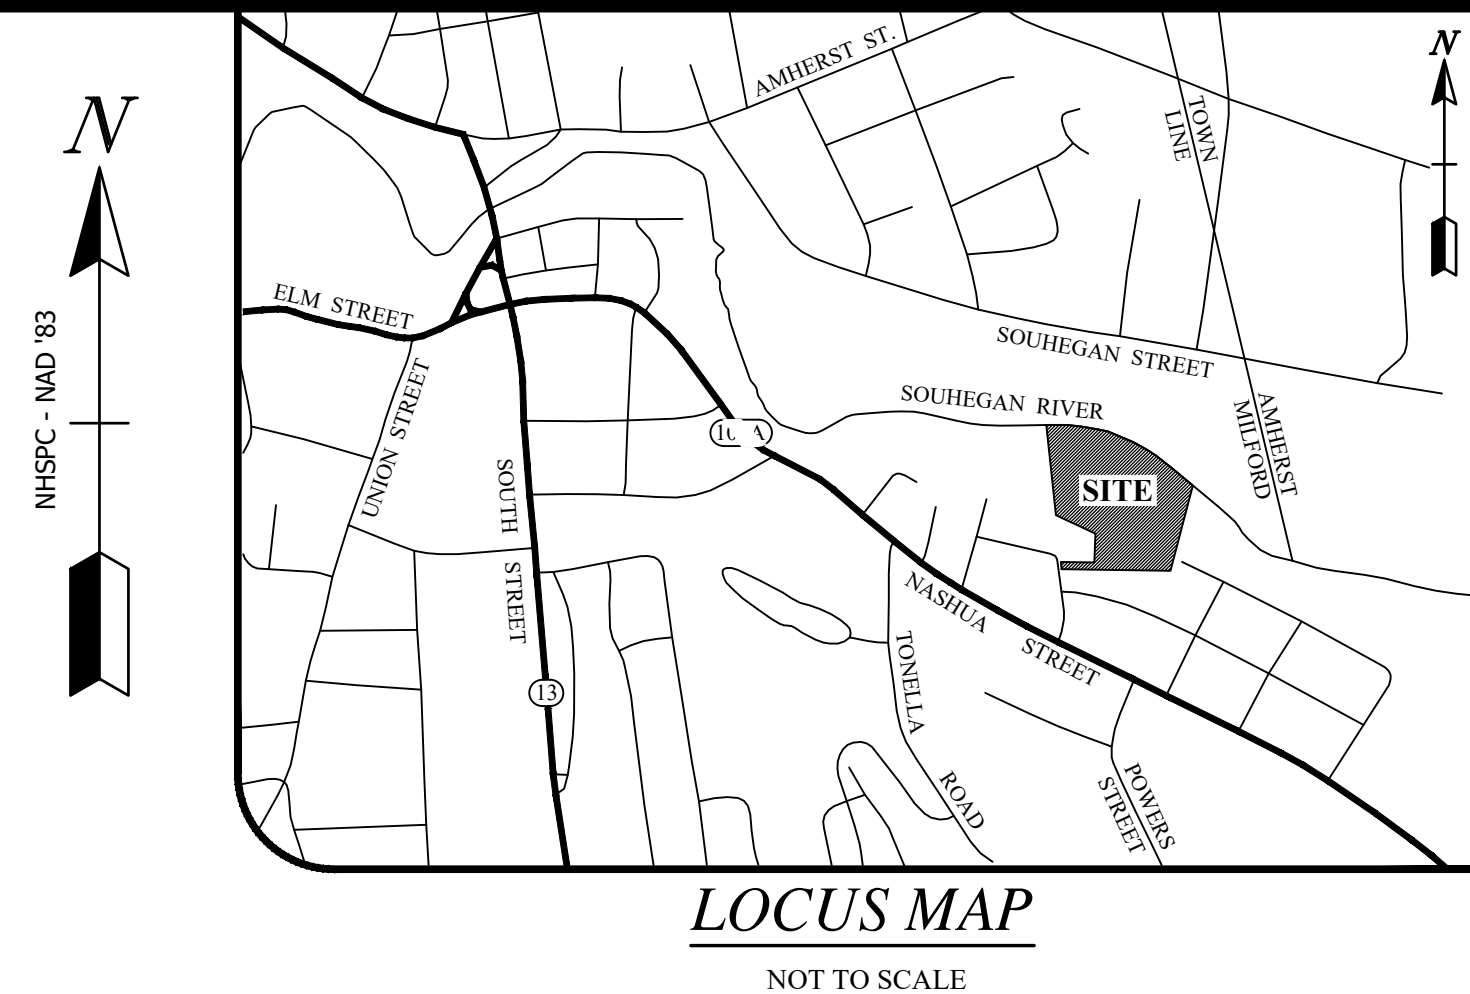 N
N
AMHERST ST.
TOWN
LINE
ELM STREET
NHSPC - NAD '83
SOUHEGAN STREET
SOUHEGAN RIVER
UNION STREET
AMHERST
MILFORD
SITE
SOUTH STREET
NASHUA STREET
TONELLA ROAD
13
POWERS
STREET
LOCUS MAP
NOT TO SCALE